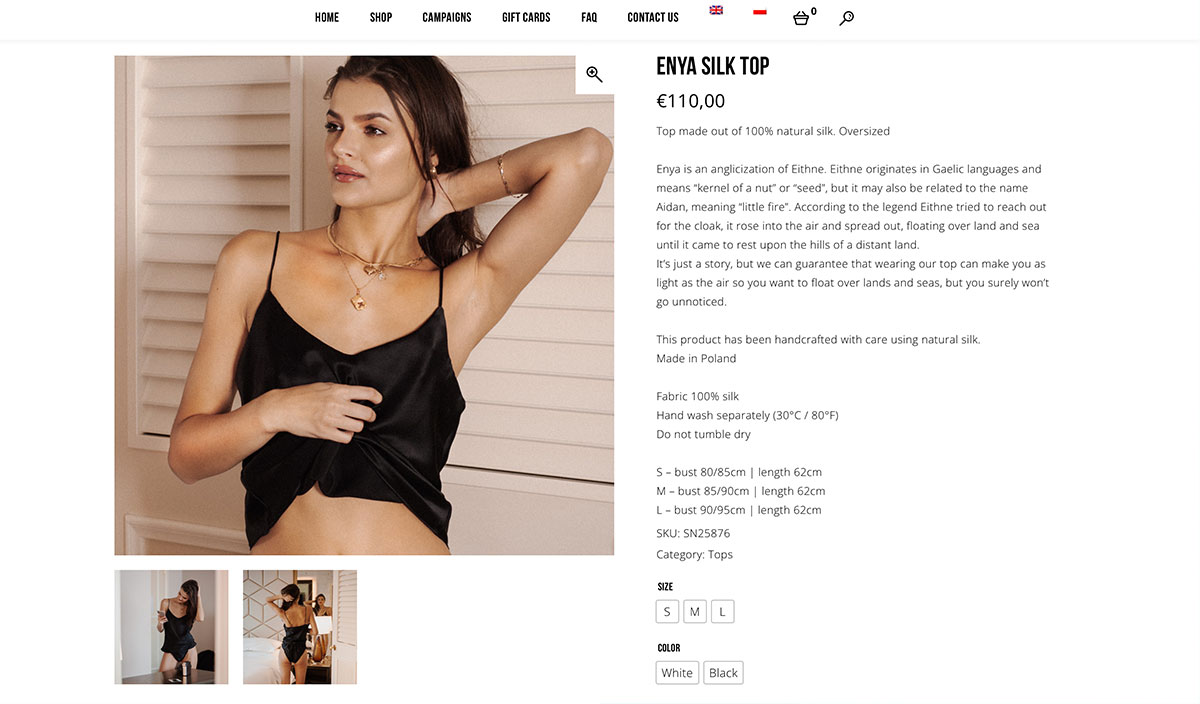 HOME SHOP CAMPAIGNS GIFT CARDS FAQ CONTACT US 0
ENYA SILK TOP
€110,00
Top made out of 100% natural silk. Oversized
Enya is an anglicization of Eithne. Eithne originates in Gaelic languages and
means “kernel of a nut” or “seed”, but it may also be related to the name
Aidan, meaning “little fire”. According to the legend Eithne tried to reach out
for the cloak, it rose into the air and spread out, floating over land and sea
until it came to rest upon the hills of a distant land.
It’s just a story, but we can guarantee that wearing our top can make you as
light as the air so you want to float over lands and seas, but you surely won’t
go unnoticed.
This product has been handcrafted with care using natural silk.
Made in Poland
Fabric 100% silk
Hand wash separately (30°C / 80°F)
Do not tumble dry
S – bust 80/85cm | length 62cm
M – bust 85/90cm | length 62cm
L – bust 90/95cm | length 62cm
SKU: SN25876
Category: Tops
SIZE
S M L
COLOR
White Black